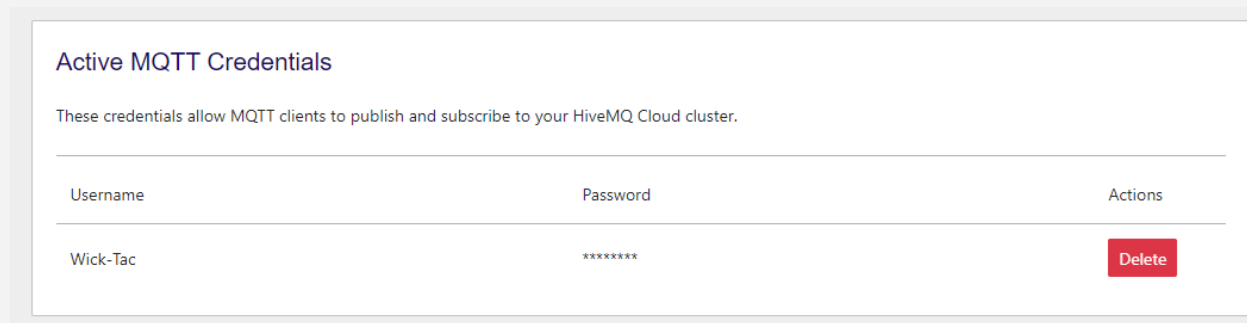 Active MQTT Credentials
These credentials allow MQTT clients to publish and subscribe to your HiveMQ Cloud cluster.
Username Password Actions
Wick-Tac ******** Delete